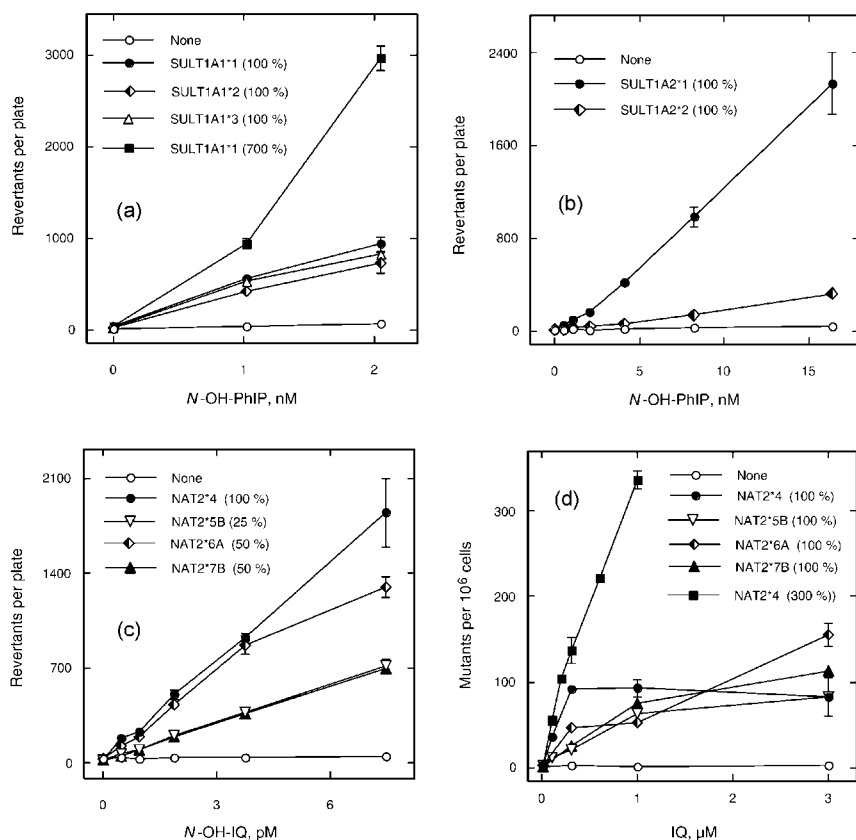 (a)
None
SULT1A1*1 (100 %)
SULT1A1*2 (100 %)
SULT1A1*3 (100 %)
SULT1A1*1 (700 %)
Revertants per plate
3000
2000
1000
0
0
1
2
N-OH-PhIP, nM
(b)
None
SULT1A2*1 (100 %)
SULT1A2*2 (100 %)
Revertants per plate
2400
1600
800
0
0
5
10
15
N-OH-PhIP, nM
(c)
None
NAT2*4 (100 %)
NAT2*5B (25 %)
NAT2*6A (50 %)
NAT2*7B (50 %)
Revertants per plate
2100
1400
700
0
0
3
6
N-OH-IQ, pM
(d)
None
NAT2*4 (100 %)
NAT2*5B (100 %)
NAT2*6A (100 %)
NAT2*7B (100 %)
NAT2*4 (300 %))
Mutants per 10⁶ cells
300
200
100
0
0
1
2
3
IQ, µM